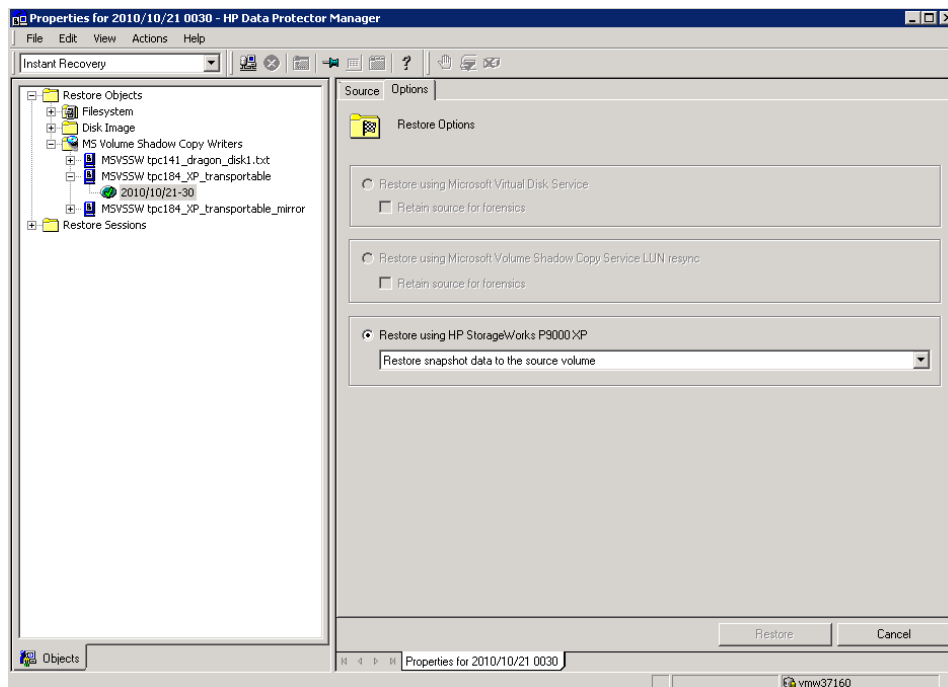 Properties for 2010/10/21 0030 - HP Data Protector Manager
File Edit View Actions Help
Instant Recovery
Restore Objects
Filesystem
Disk Image
MS Volume Shadow Copy Writers
MSVSSW tpc141_dragon_disk1.txt
MSVSSW tpc184_XP_transportable
2010/10/21-30
MSVSSW tpc184_XP_transportable_mirror
Restore Sessions
Objects
Source Options
Restore Options
Restore using Microsoft Virtual Disk Service
Retain source for forensics
Restore using Microsoft Volume Shadow Copy Service LUN resync
Retain source for forensics
Restore using HP StorageWorks P9000 XP
Restore snapshot data to the source volume
Restore Cancel
Properties for 2010/10/21 0030
vmw37160